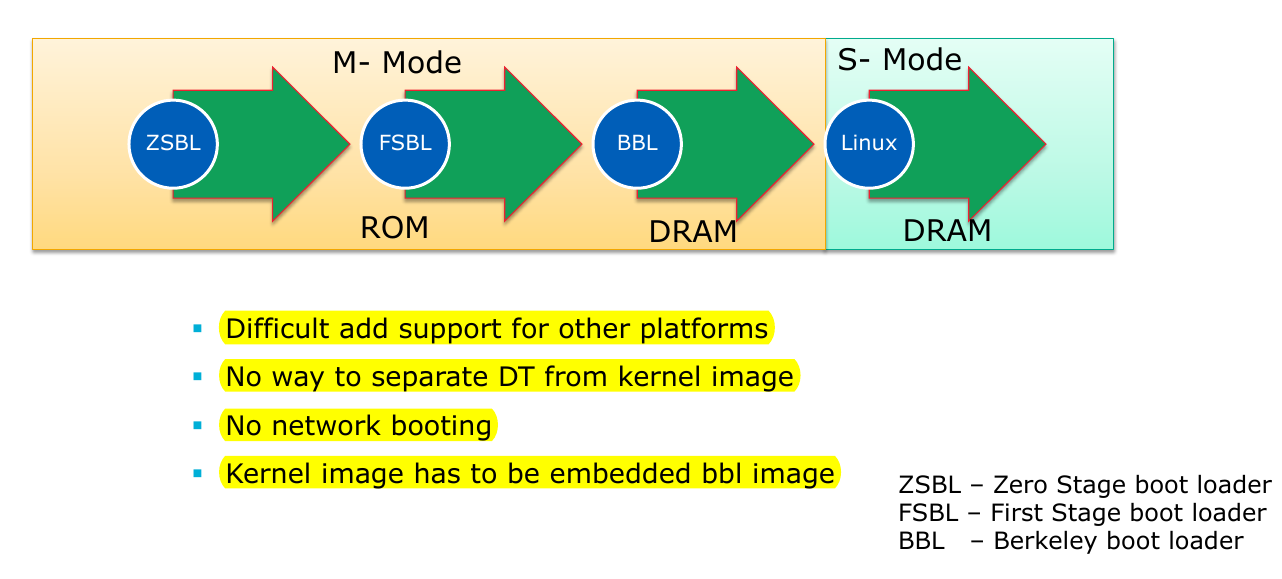 M- Mode
S- Mode
ZSBL
FSBL
BBL
Linux
ROM
DRAM
DRAM
Difficult add support for other platforms
No way to separate DT from kernel image
No network booting
Kernel image has to be embedded bbl image
ZSBL – Zero Stage boot loader
FSBL – First Stage boot loader
BBL – Berkeley boot loader